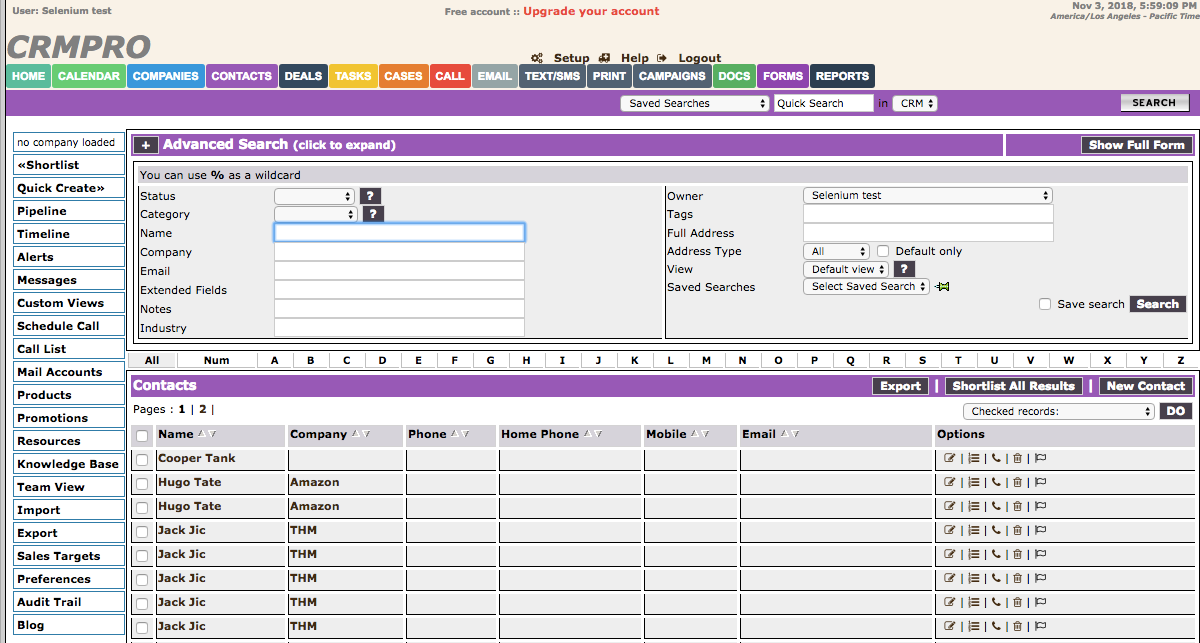 User: Selenium test
Free account :: Upgrade your account
Nov 3, 2018, 5:59:09 PM
America/Los Angeles - Pacific Time
CRMPRO
Setup Help Logout
HOME CALENDAR COMPANIES CONTACTS DEALS TASKS CASES CALL EMAIL TEXT/SMS PRINT CAMPAIGNS DOCS FORMS REPORTS
Saved Searches Quick Search in CRM SEARCH
no company loaded
«Shortlist
Quick Create»
Pipeline
Timeline
Alerts
Messages
Custom Views
Schedule Call
Call List
Mail Accounts
Products
Promotions
Resources
Knowledge Base
Team View
Import
Export
Sales Targets
Preferences
Audit Trail
Blog
+ Advanced Search (click to expand) Show Full Form
You can use % as a wildcard
Status ?
Category ?
Name
Company
Email
Extended Fields
Notes
Industry
Owner Selenium test
Tags
Full Address
Address Type All Default only
View Default view ?
Saved Searches Select Saved Search
Save search Search
All Num A B C D E F G H I J K L M N O P Q R S T U V W X Y Z
Contacts Export | Shortlist All Results | New Contact
Pages : 1 | 2 |
Checked records: DO
Name Company Phone Home Phone Mobile Email Options
Cooper Tank
Hugo Tate Amazon
Hugo Tate Amazon
Jack Jic THM
Jack Jic THM
Jack Jic THM
Jack Jic THM
Jack Jic THM